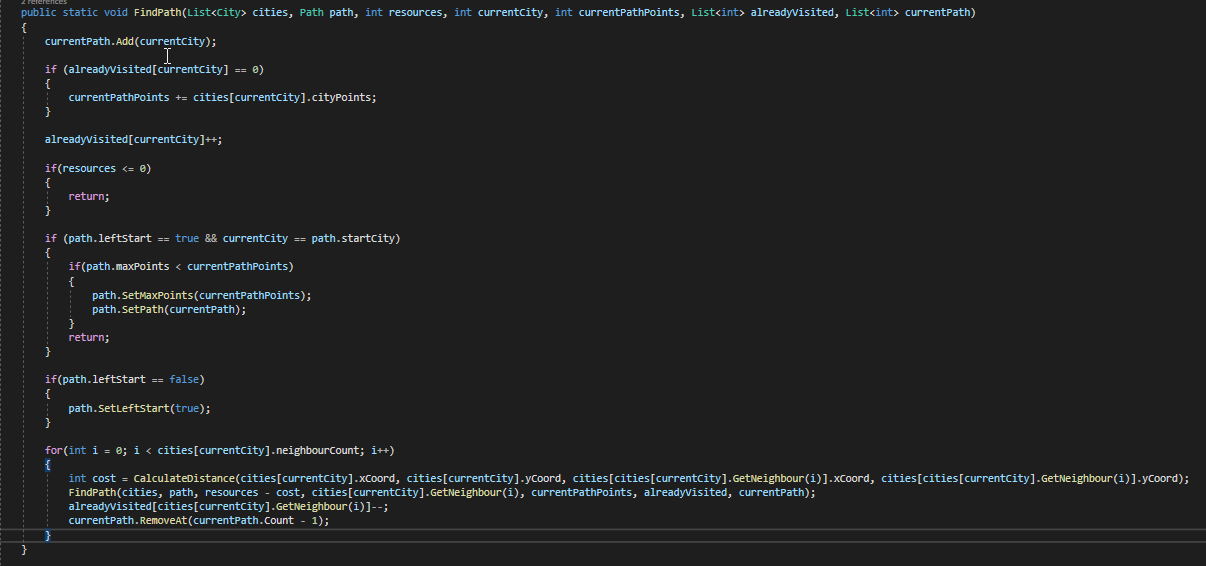 2 references
public static void FindPath(List<City> cities, Path path, int resources, int currentCity, int currentPathPoints, List<int> alreadyVisited, List<int> currentPath)
{
currentPath.Add(currentCity);
if (alreadyVisited[currentCity] == 0)
{
currentPathPoints += cities[currentCity].cityPoints;
}
alreadyVisited[currentCity]++;
if(resources <= 0)
{
return;
}
if (path.leftStart == true && currentCity == path.startCity)
{
if(path.maxPoints < currentPathPoints)
{
path.SetMaxPoints(currentPathPoints);
path.SetPath(currentPath);
}
return;
}
if(path.leftStart == false)
{
path.SetLeftStart(true);
}
for(int i = 0; i < cities[currentCity].neighbourCount; i++)
{
int cost = CalculateDistance(cities[currentCity].xCoord, cities[currentCity].yCoord, cities[cities[currentCity].GetNeighbour(i)].xCoord, cities[cities[currentCity].GetNeighbour(i)].yCoord);
FindPath(cities, path, resources - cost, cities[currentCity].GetNeighbour(i), currentPathPoints, alreadyVisited, currentPath);
alreadyVisited[cities[currentCity].GetNeighbour(i)]--;
currentPath.RemoveAt(currentPath.Count - 1);
}
}